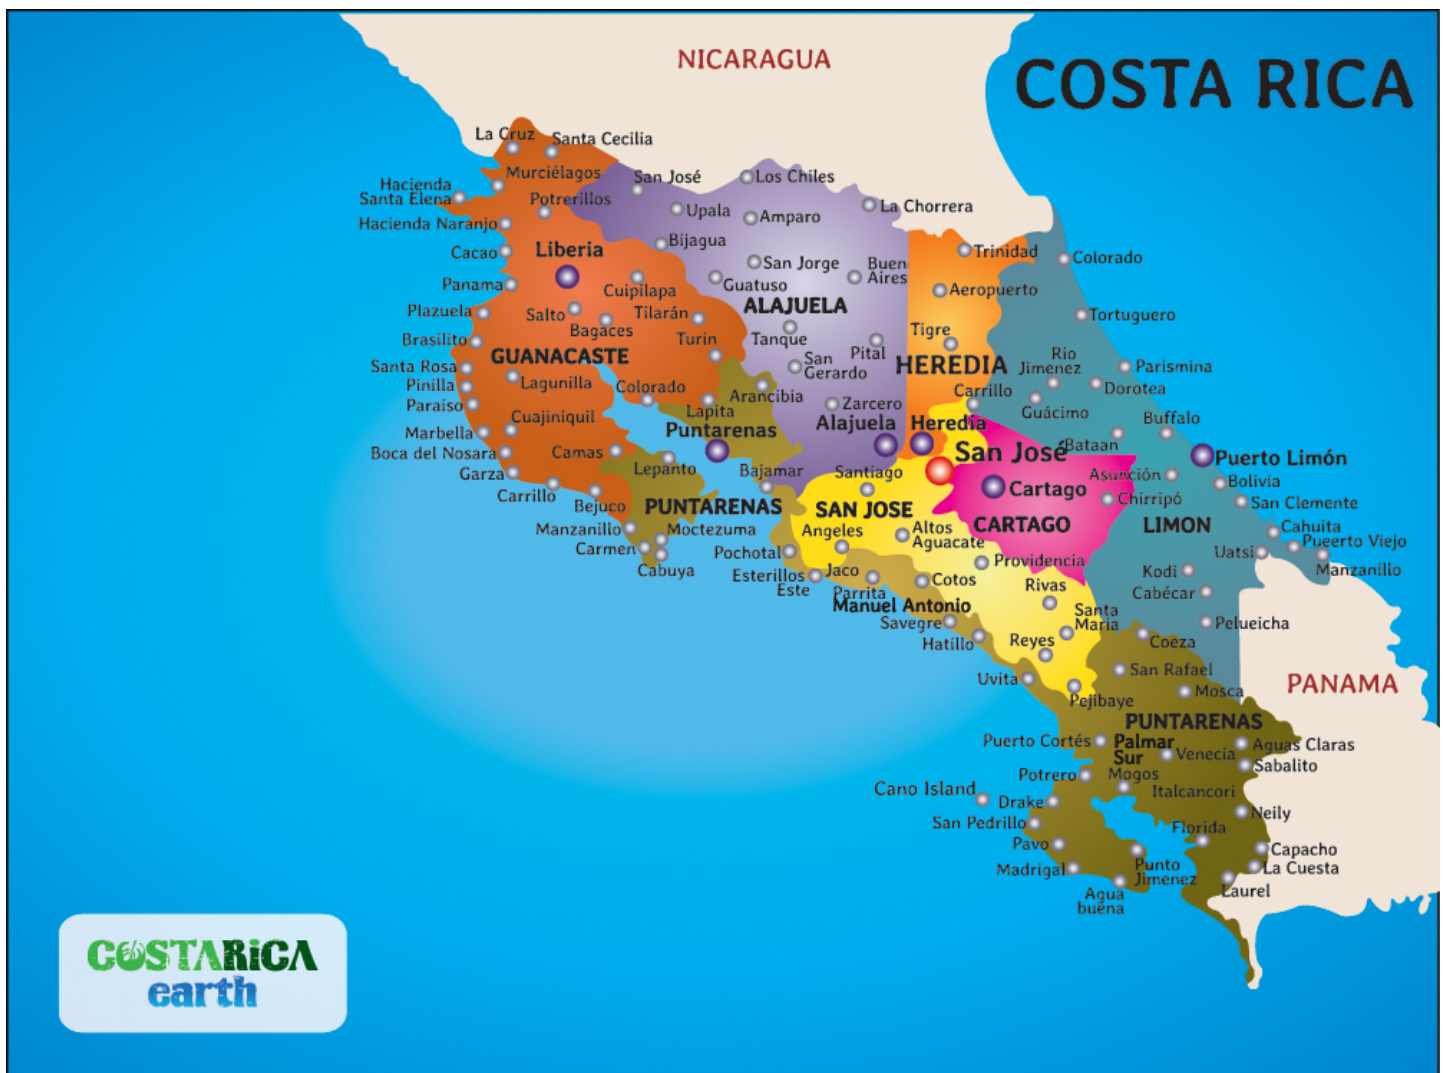 NICARAGUA
COSTA RICA
La Cruz
Santa Cecilia
Murciélagos
San José
Los Chiles
Hacienda
Santa Elena
Potrerillos
Upala
Amparo
La Chorrera
Hacienda Naranjo
Bijagua
Cacao
Liberia
Trinidad
Colorado
San Jorge
Buen
Aires
Panama
Cuipilapa
Guatuso
Aeropuerto
Plazuela
Salto
Bagaces
Tilarán
ALAJUELA
Tortuguero
Brasilito
Turin
Tanque
Pital
Tigre
GUANACASTE
San
Gerardo
HEREDIA
Rio
Jimenez
Parismina
Santa Rosa
Pinilla
Lagunilla
Colorado
Arancibia
Carrillo
Dorotea
Paraiso
Lapita
Zarcero
Guácimo
Cuajiniquil
Puntarenas
Alajuela
Heredia
Buffalo
Marbella
Boca del Nosara
Camas
San José
Bataan
Puerto Limón
Garza
Lepanto
Bajamar
Santiago
Asunción
Bolivia
Carrillo
Cartago
Chirripó
San Clemente
Bejuco
PUNTARENAS
SAN JOSE
CARTAGO
LIMON
Manzanillo
Moctezuma
Angeles
Altos
Aguacate
Cahuita
Carmen
Pochotal
Providencia
Uatsi
Pueerto Viejo
Cabuya
Esterillos
Este
Jaco
Cotos
Rivas
Kodi
Manzanillo
Parrita
Cabécar
Manuel Antonio
Santa
Maria
Savegre
Pelueicha
Hatillo
Reyes
Coeza
Uvita
San Rafael
PANAMA
Pejibaye
Mosca
PUNTARENAS
Puerto Cortés
Palmar
Sur
Venecia
Aguas Claras
Sabalito
Potrero
Mogos
Cano Island
Drake
Italcancori
Neily
San Pedrillo
Florida
Pavo
Capacho
Madrigal
Punto
Jimenez
La Cuesta
Agua
buena
Laurel
COSTARiCA
earth